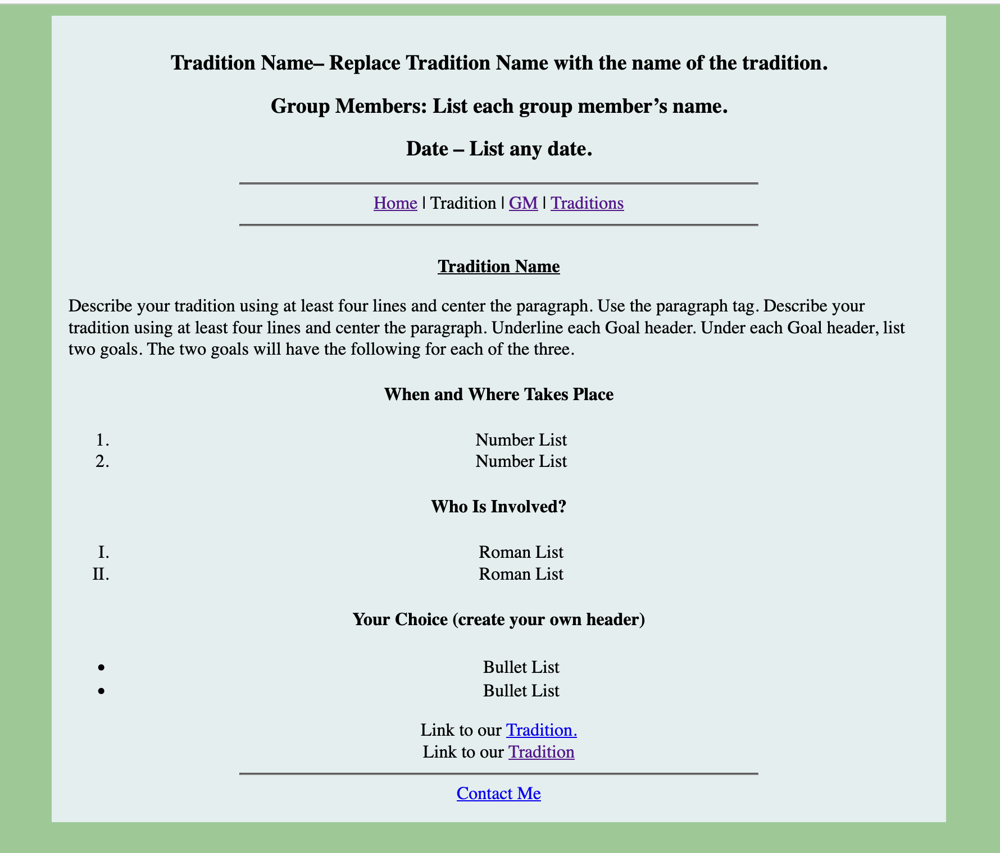 Tradition Name– Replace Tradition Name with the name of the tradition.
Group Members: List each group member’s name.
Date – List any date.
Home | Tradition | GM | Traditions
Tradition Name
Describe your tradition using at least four lines and center the paragraph. Use the paragraph tag. Describe your
tradition using at least four lines and center the paragraph. Underline each Goal header. Under each Goal header, list
two goals. The two goals will have the following for each of the three.
When and Where Takes Place
1. Number List
2. Number List
Who Is Involved?
I. Roman List
II. Roman List
Your Choice (create your own header)
• Bullet List
• Bullet List
Link to our Tradition.
Link to our Tradition
Contact Me